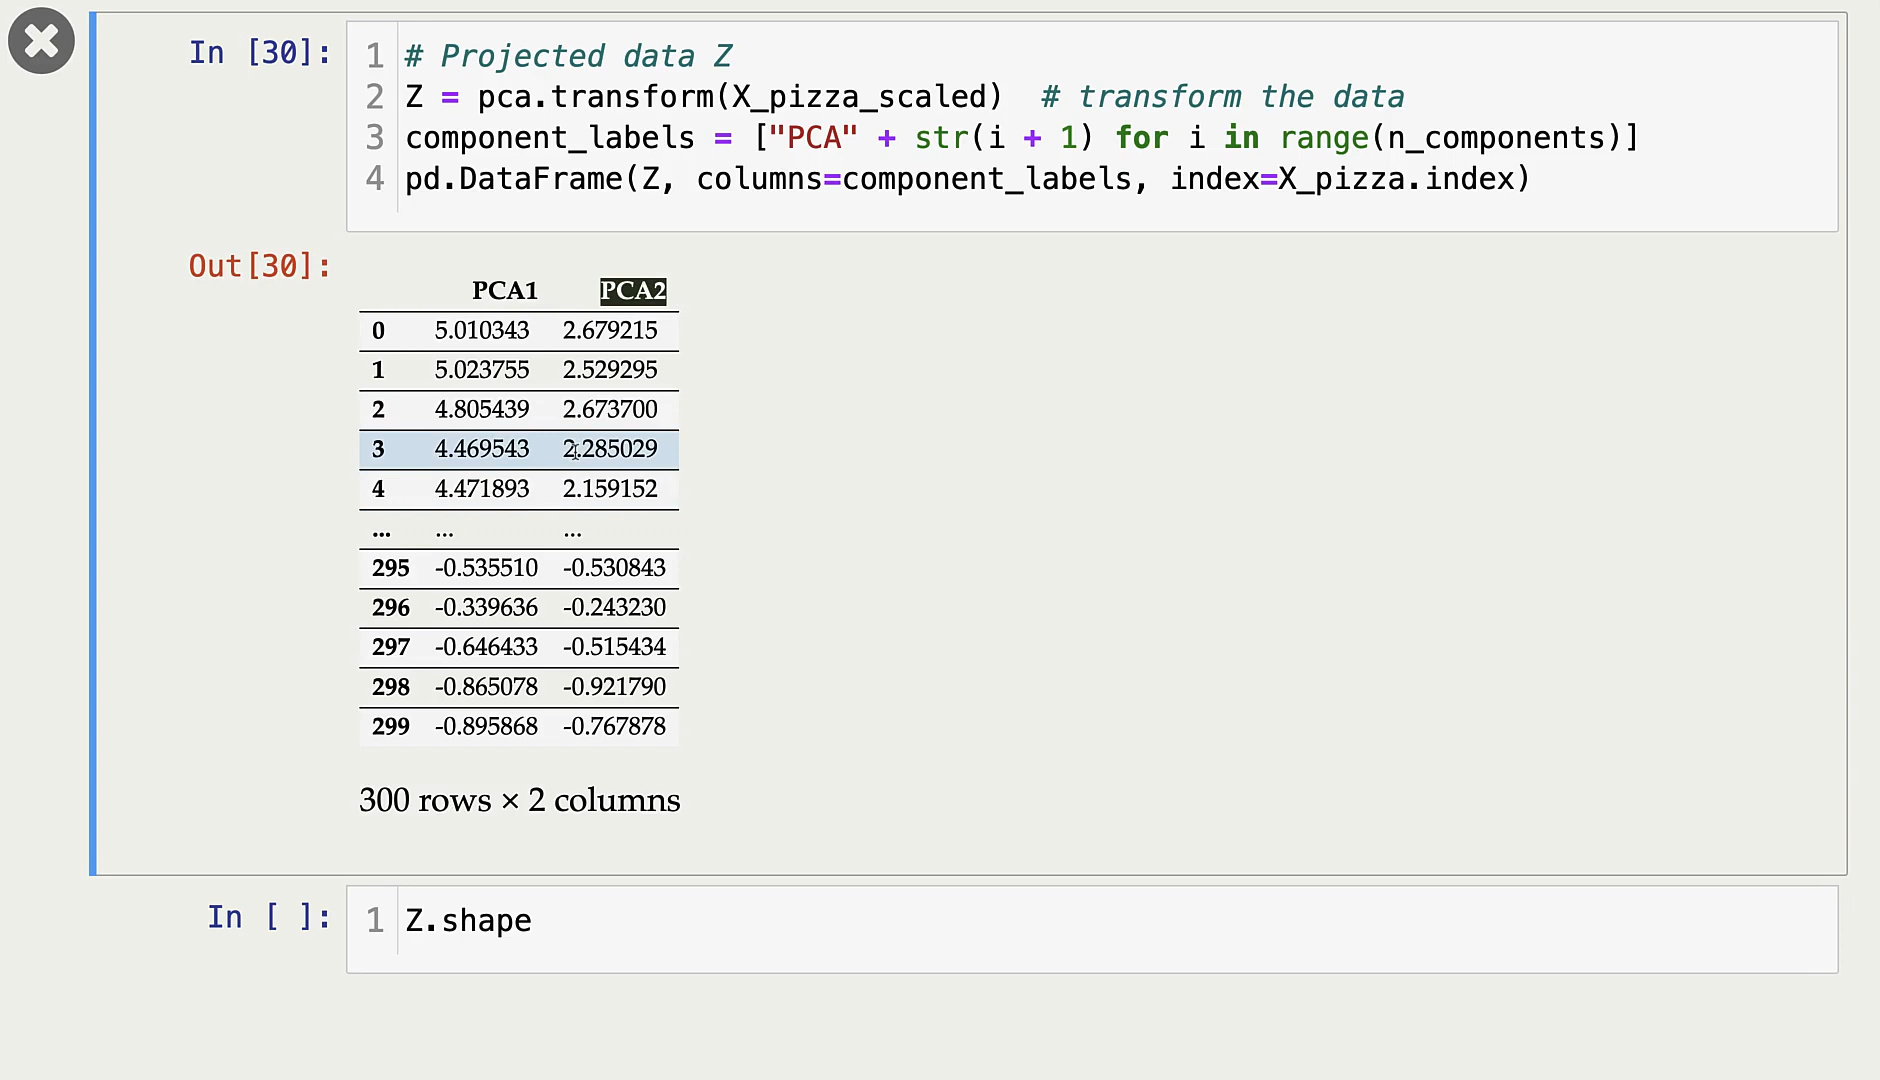 In [30]:
1 # Projected data Z
2 Z = pca.transform(X_pizza_scaled)  # transform the data
3 component_labels = ["PCA" + str(i + 1) for i in range(n_components)]
4 pd.DataFrame(Z, columns=component_labels, index=X_pizza.index)
Out[30]:
PCA1 PCA2
0 5.010343 2.679215
1 5.023755 2.529295
2 4.805439 2.673700
3 4.469543 2.285029
4 4.471893 2.159152
... ... ...
295 -0.535510 -0.530843
296 -0.339636 -0.243230
297 -0.646433 -0.515434
298 -0.865078 -0.921790
299 -0.895868 -0.767878
300 rows × 2 columns
In [ ]:
1 Z.shape